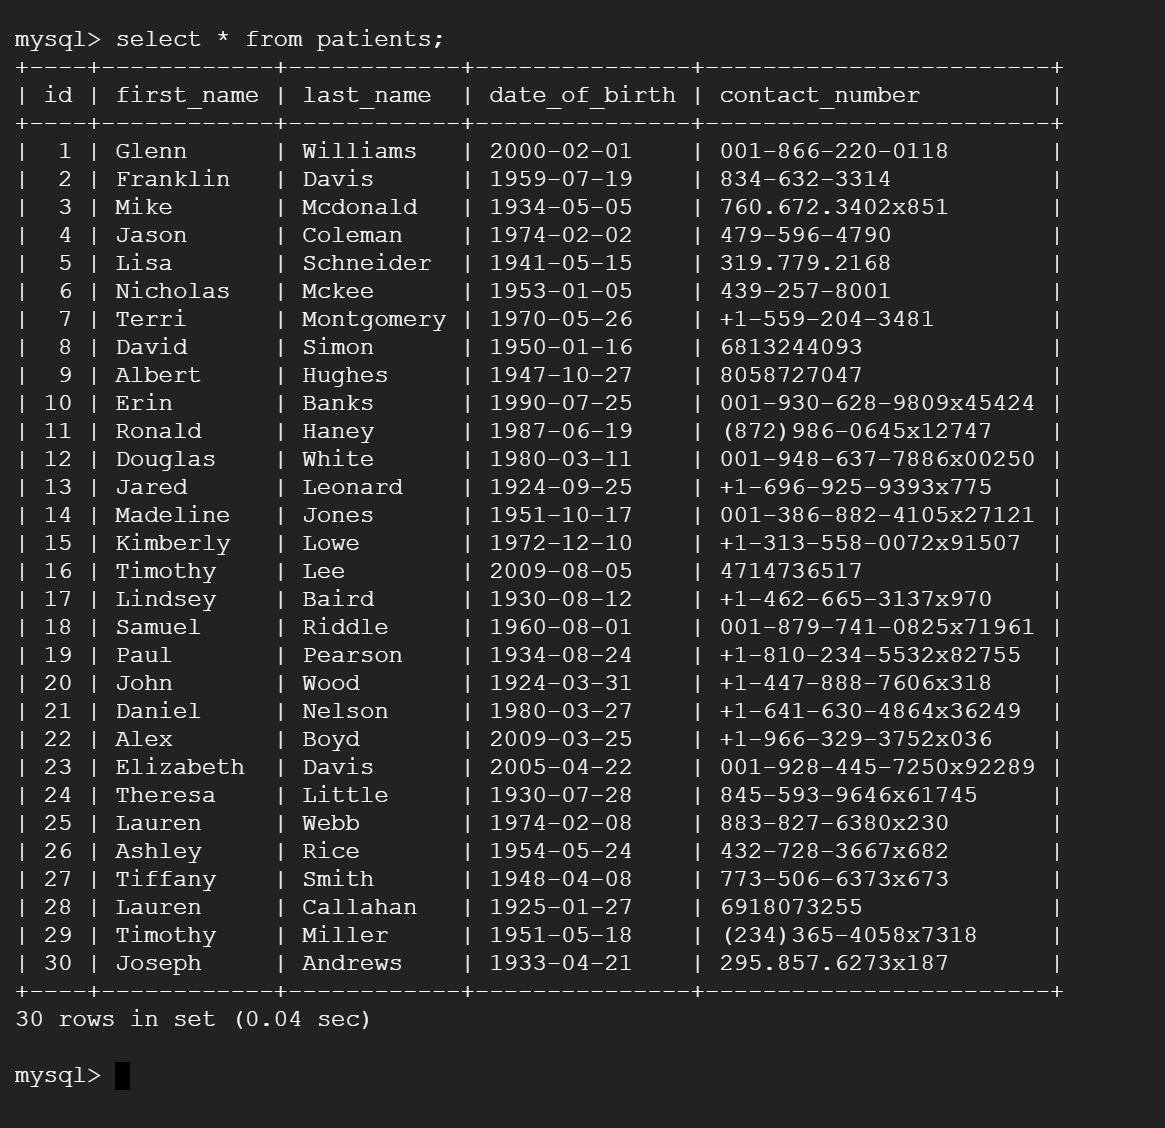 mysql> select * from patients;
+----+------------+------------+---------------+------------------------+
| id | first_name | last_name  | date_of_birth | contact_number         |
+----+------------+------------+---------------+------------------------+
|  1 | Glenn      | Williams   | 2000-02-01    | 001-866-220-0118       |
|  2 | Franklin   | Davis      | 1959-07-19    | 834-632-3314           |
|  3 | Mike       | Mcdonald   | 1934-05-05    | 760.672.3402x851       |
|  4 | Jason      | Coleman    | 1974-02-02    | 479-596-4790           |
|  5 | Lisa       | Schneider  | 1941-05-15    | 319.779.2168           |
|  6 | Nicholas   | Mckee      | 1953-01-05    | 439-257-8001           |
|  7 | Terri      | Montgomery | 1970-05-26    | +1-559-204-3481        |
|  8 | David      | Simon      | 1950-01-16    | 6813244093             |
|  9 | Albert     | Hughes     | 1947-10-27    | 8058727047             |
| 10 | Erin       | Banks      | 1990-07-25    | 001-930-628-9809x45424 |
| 11 | Ronald     | Haney      | 1987-06-19    | (872)986-0645x12747    |
| 12 | Douglas    | White      | 1980-03-11    | 001-948-637-7886x00250 |
| 13 | Jared      | Leonard    | 1924-09-25    | +1-696-925-9393x775    |
| 14 | Madeline   | Jones      | 1951-10-17    | 001-386-882-4105x27121 |
| 15 | Kimberly   | Lowe       | 1972-12-10    | +1-313-558-0072x91507  |
| 16 | Timothy    | Lee        | 2009-08-05    | 4714736517             |
| 17 | Lindsey    | Baird      | 1930-08-12    | +1-462-665-3137x970    |
| 18 | Samuel     | Riddle     | 1960-08-01    | 001-879-741-0825x71961 |
| 19 | Paul       | Pearson    | 1934-08-24    | +1-810-234-5532x82755  |
| 20 | John       | Wood       | 1924-03-31    | +1-447-888-7606x318    |
| 21 | Daniel     | Nelson     | 1980-03-27    | +1-641-630-4864x36249  |
| 22 | Alex       | Boyd       | 2009-03-25    | +1-966-329-3752x036    |
| 23 | Elizabeth  | Davis      | 2005-04-22    | 001-928-445-7250x92289 |
| 24 | Theresa    | Little     | 1930-07-28    | 845-593-9646x61745     |
| 25 | Lauren     | Webb       | 1974-02-08    | 883-827-6380x230       |
| 26 | Ashley     | Rice       | 1954-05-24    | 432-728-3667x682       |
| 27 | Tiffany    | Smith      | 1948-04-08    | 773-506-6373x673       |
| 28 | Lauren     | Callahan   | 1925-01-27    | 6918073255             |
| 29 | Timothy    | Miller     | 1951-05-18    | (234)365-4058x7318     |
| 30 | Joseph     | Andrews    | 1933-04-21    | 295.857.6273x187       |
+----+------------+------------+---------------+------------------------+
30 rows in set (0.04 sec)
mysql>